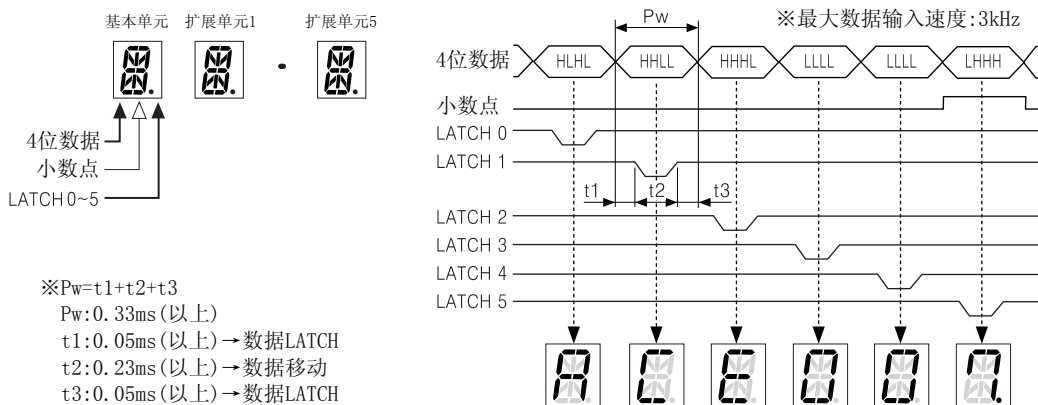 基本单元 扩展单元1 扩展单元5
4位数据
小数点
LATCH 0~5
※Pw=t1+t2+t3
Pw:0.33ms(以上)
t1:0.05ms(以上)→数据LATCH
t2:0.23ms(以上)→数据移动
t3:0.05ms(以上)→数据LATCH
Pw ※最大数据输入速度:3kHz
4位数据 HLHL HHLL HHHL LLLL LLLL LHHH
小数点
LATCH 0
LATCH 1
t1 t2 t3
LATCH 2
LATCH 3
LATCH 4
LATCH 5
A C E 0 0 7.